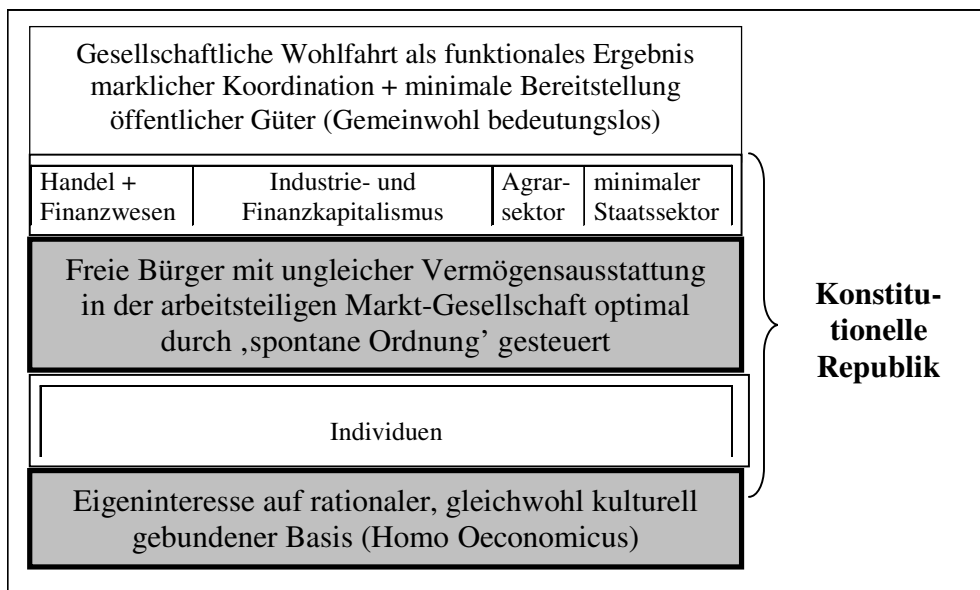 Gesellschaftliche Wohlfahrt als funktionales Ergebnis
marklicher Koordination + minimale Bereitstellung
öffentlicher Güter (Gemeinwohl bedeutungslos)
Handel +
Finanzwesen
Industrie- und
Finanzkapitalismus
Agrar-
sektor
minimaler
Staatssektor
Freie Bürger mit ungleicher Vermögensausstattung
in der arbeitsteiligen Markt-Gesellschaft optimal
durch ‚spontane Ordnung’ gesteuert
Individuen
Eigeninteresse auf rationaler, gleichwohl kulturell
gebundener Basis (Homo Oeconomicus)
Konstitu-
tionelle
Republik